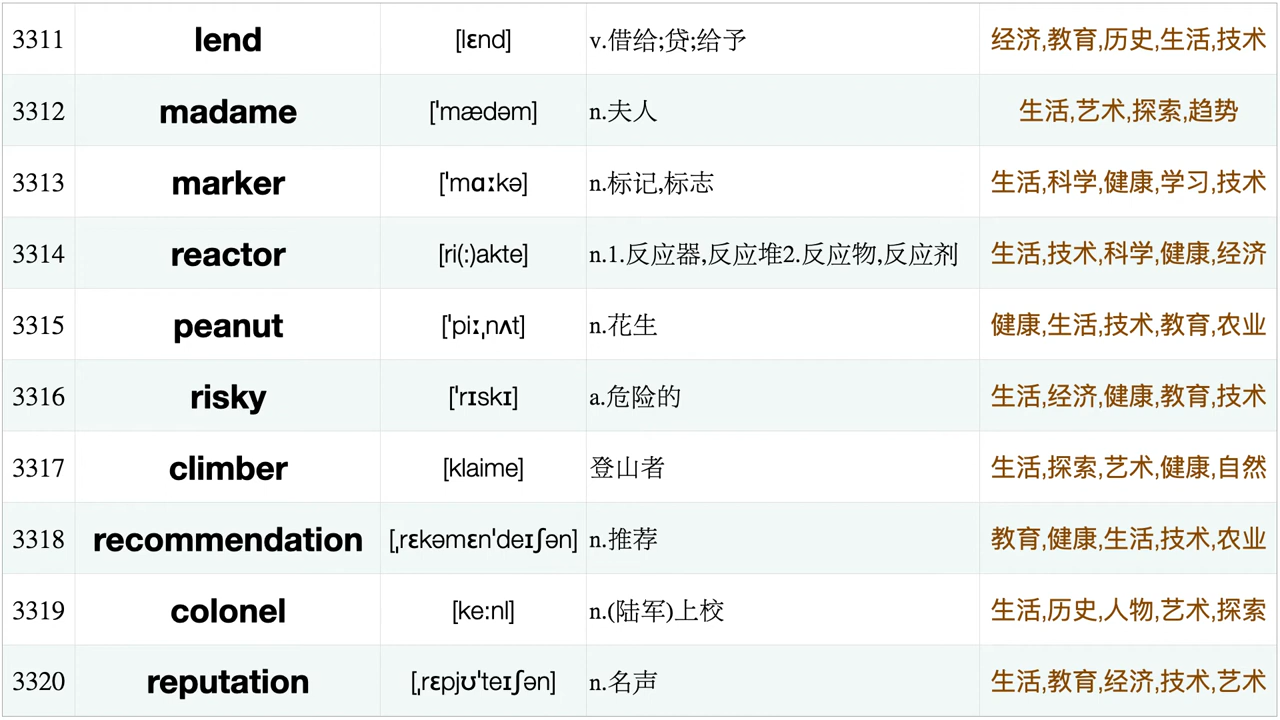 3311 lend [lɛnd] v.借给;贷;给予 经济,教育,历史,生活,技术
3312 madame [ˈmædəm] n.夫人 生活,艺术,探索,趋势
3313 marker [ˈmɑːkə] n.标记,标志 生活,科学,健康,学习,技术
3314 reactor [ri(:)akte] n.1.反应器,反应堆2.反应物,反应剂 生活,技术,科学,健康,经济
3315 peanut [ˈpiːˌnʌt] n.花生 健康,生活,技术,教育,农业
3316 risky [ˈrɪskɪ] a.危险的 生活,经济,健康,教育,技术
3317 climber [klaime] 登山者 生活,探索,艺术,健康,自然
3318 recommendation [ˌrɛkəmɛnˈdeɪʃən] n.推荐 教育,健康,生活,技术,农业
3319 colonel [ke:nl] n.(陆军)上校 生活,历史,人物,艺术,探索
3320 reputation [ˌrɛpjʊˈteɪʃən] n.名声 生活,教育,经济,技术,艺术